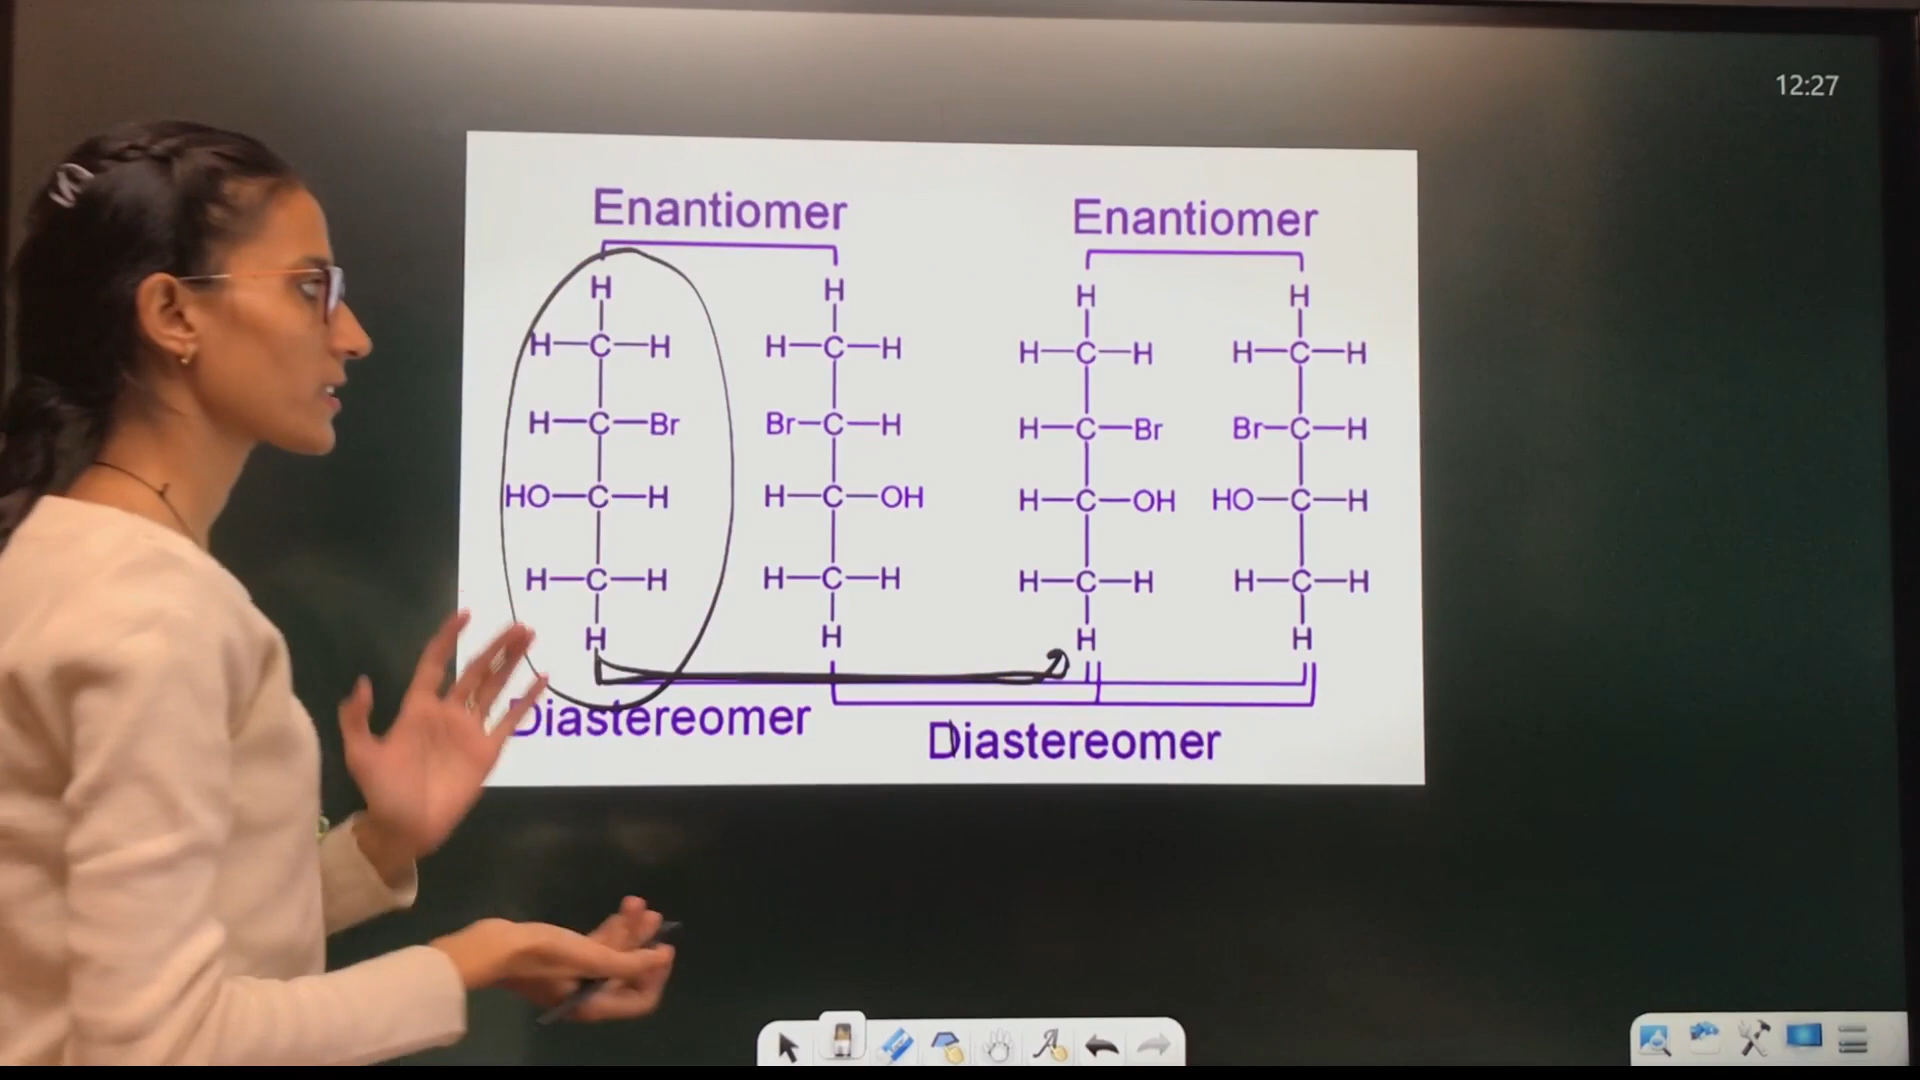 12:27
Enantiomer Enantiomer
H H H H
H—C—H H—C—H H—C—H H—C—H
H—C—Br Br—C—H H—C—Br Br—C—H
HO—C—H H—C—OH H—C—OH HO—C—H
H—C—H H—C—H H—C—H H—C—H
H H H H
Diastereomer Diastereomer